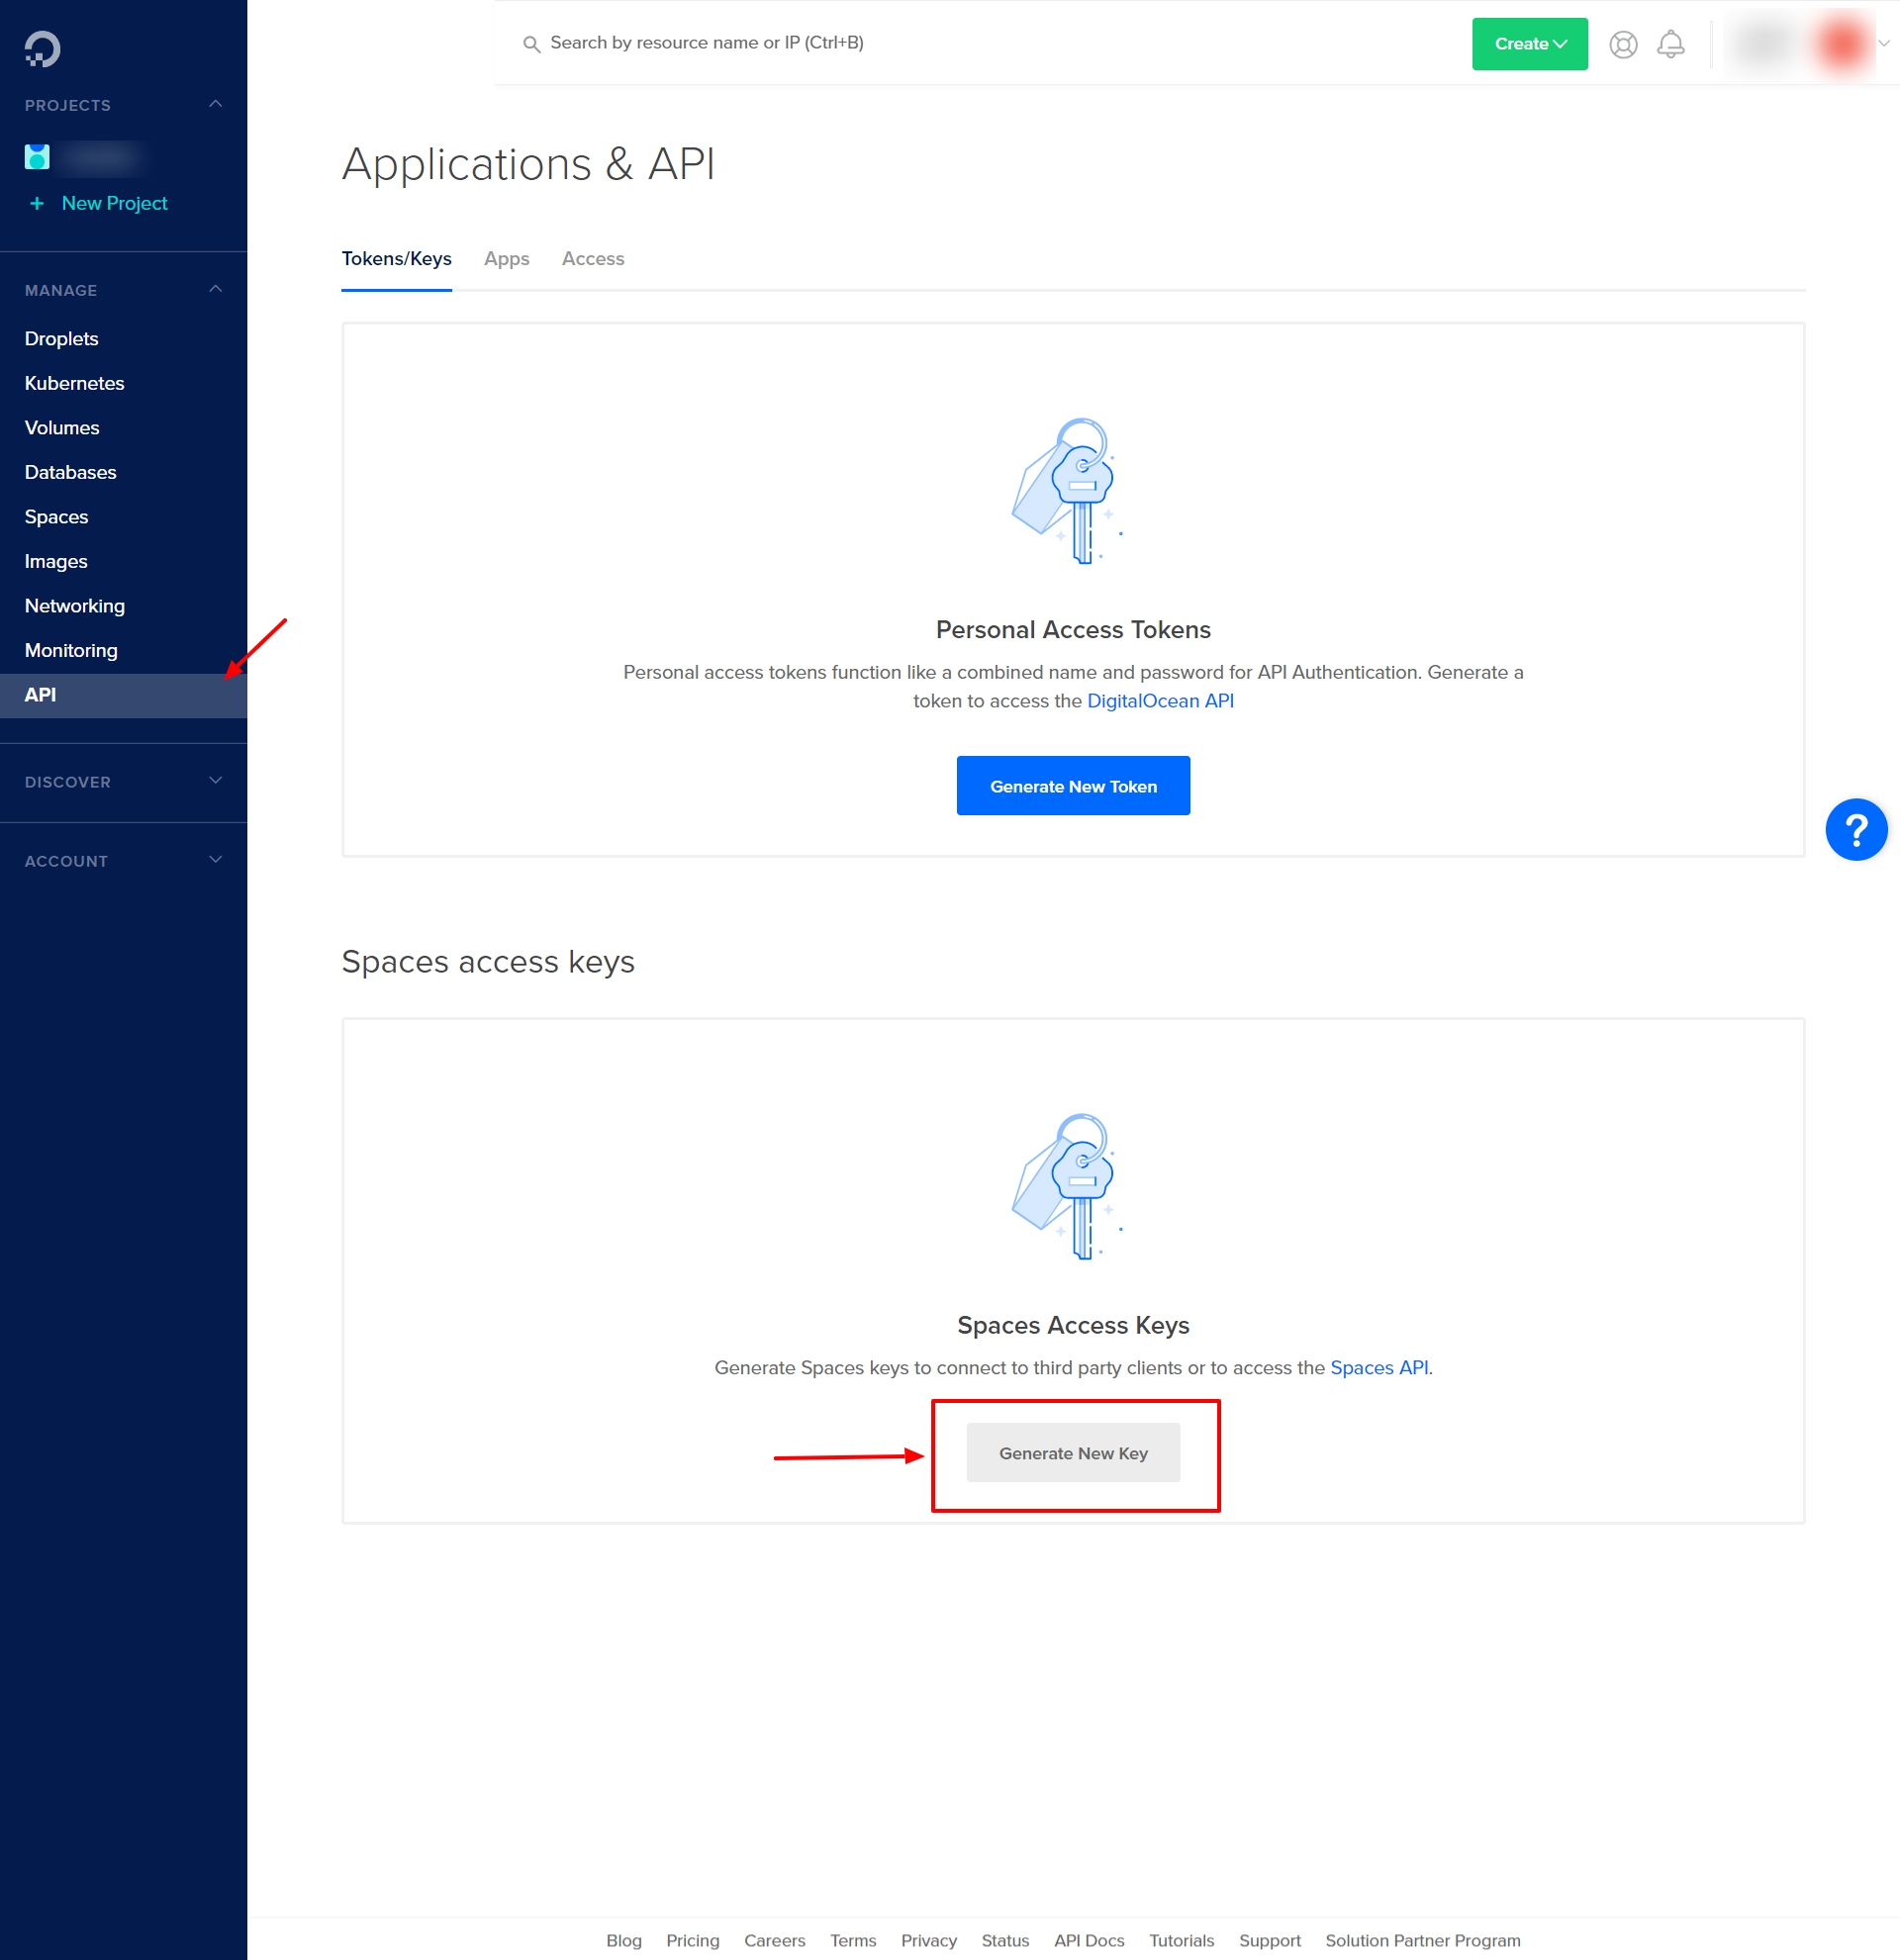 Search by resource name or IP (Ctrl+B)
Create
PROJECTS
+ New Project
MANAGE
Droplets
Kubernetes
Volumes
Databases
Spaces
Images
Networking
Monitoring
API
DISCOVER
ACCOUNT
Applications & API
Tokens/Keys Apps Access
Personal Access Tokens
Personal access tokens function like a combined name and password for API Authentication. Generate a
token to access the DigitalOcean API
Generate New Token
?
Spaces access keys
Spaces Access Keys
Generate Spaces keys to connect to third party clients or to access the Spaces API.
Generate New Key
Blog Pricing Careers Terms Privacy Status API Docs Tutorials Support Solution Partner Program